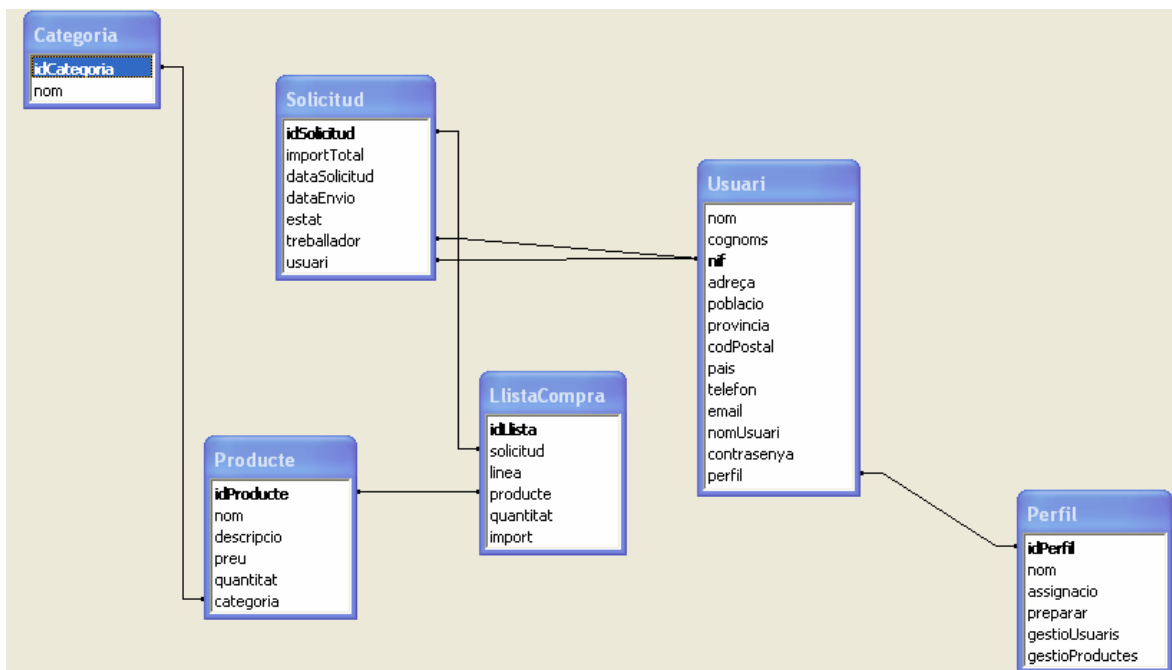 Categoria
idCategoria
nom
Solicitud
idSolicitud
importTotal
dataSolicitud
dataEnvio
estat
treballador
usuari
Usuari
nom
cognoms
nif
adreça
poblacio
provincia
codPostal
pais
telefon
email
nomUsuari
contrasenya
perfil
LlistaCompra
idLlista
solicitud
linea
producte
quantitat
import
Producte
idProducte
nom
descripcio
preu
quantitat
categoria
Perfil
idPerfil
nom
assignacio
preparar
gestioUsuaris
gestioProductes